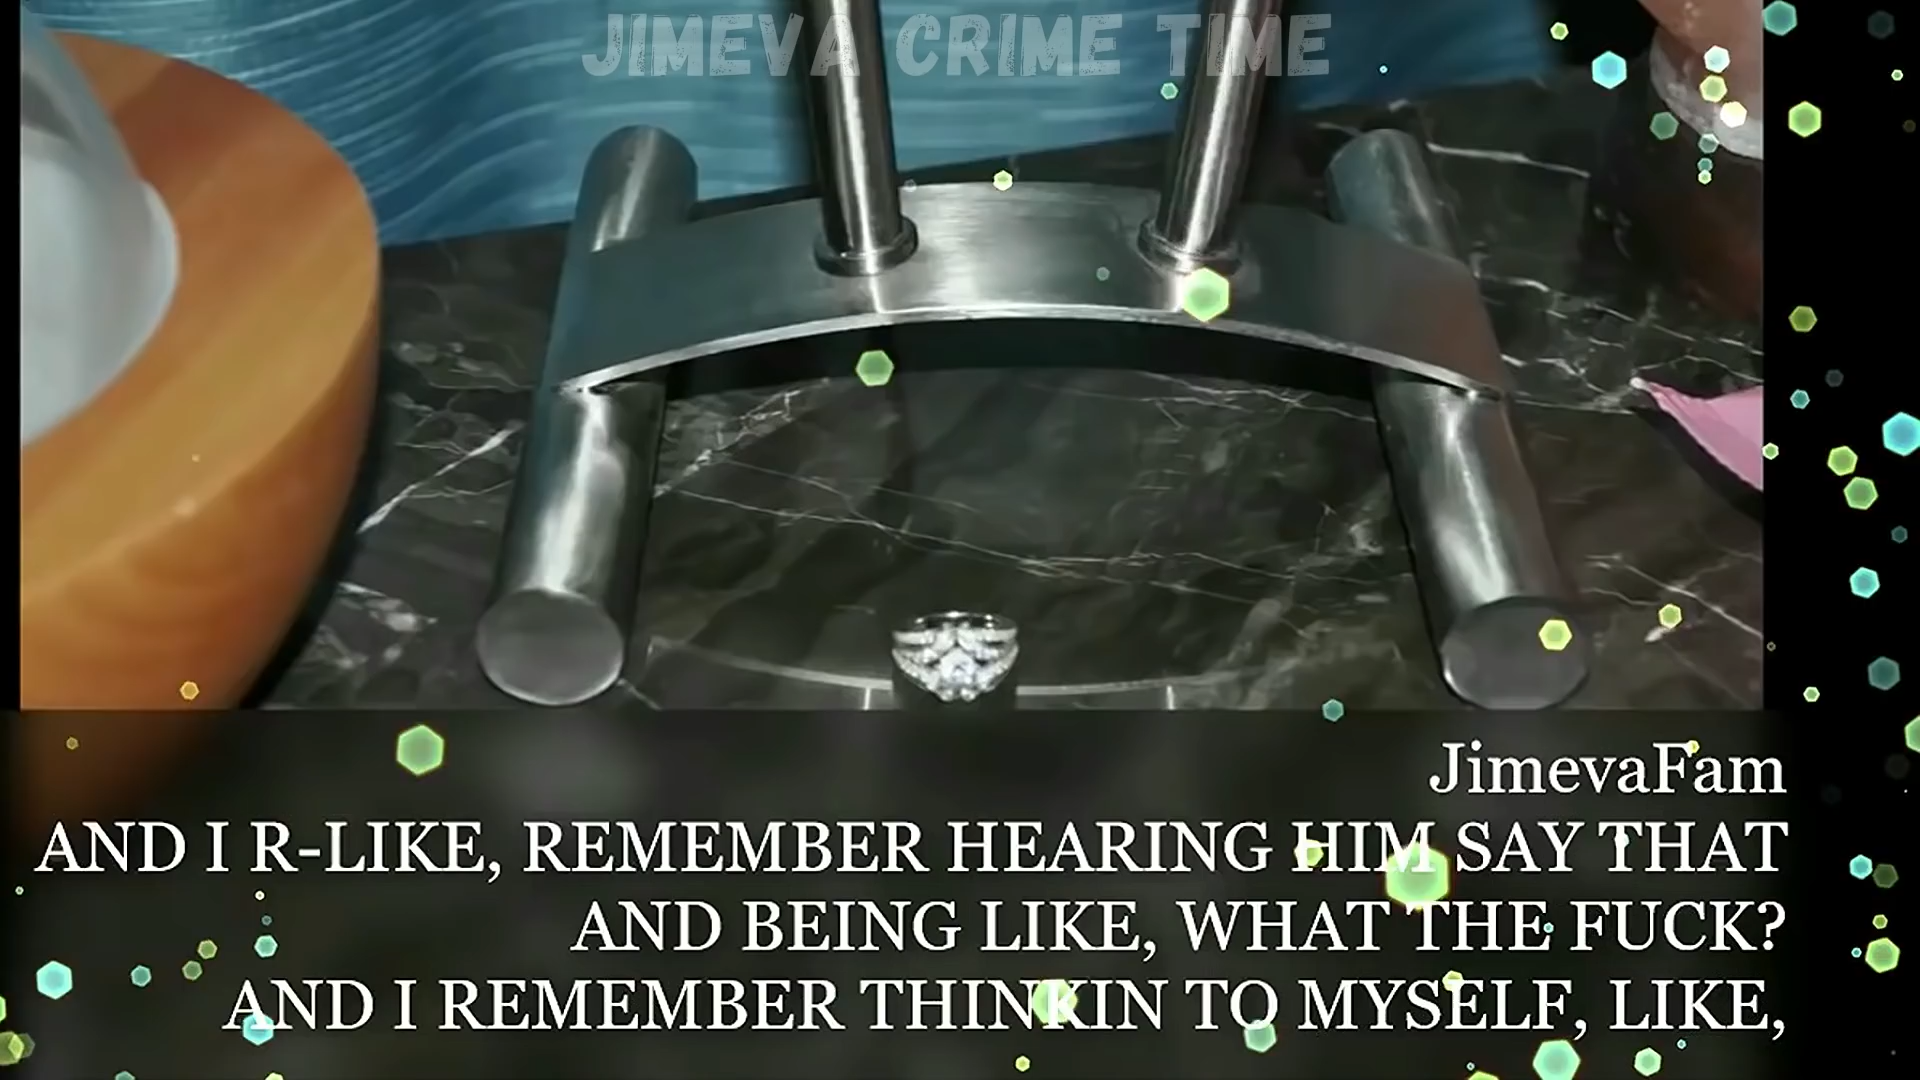 JIMEVA CRIME TIME
JimevaFam
AND I R-LIKE, REMEMBER HEARING HIM SAY THAT
AND BEING LIKE, WHAT THE FUCK?
AND I REMEMBER THINKIN TO MYSELF, LIKE,